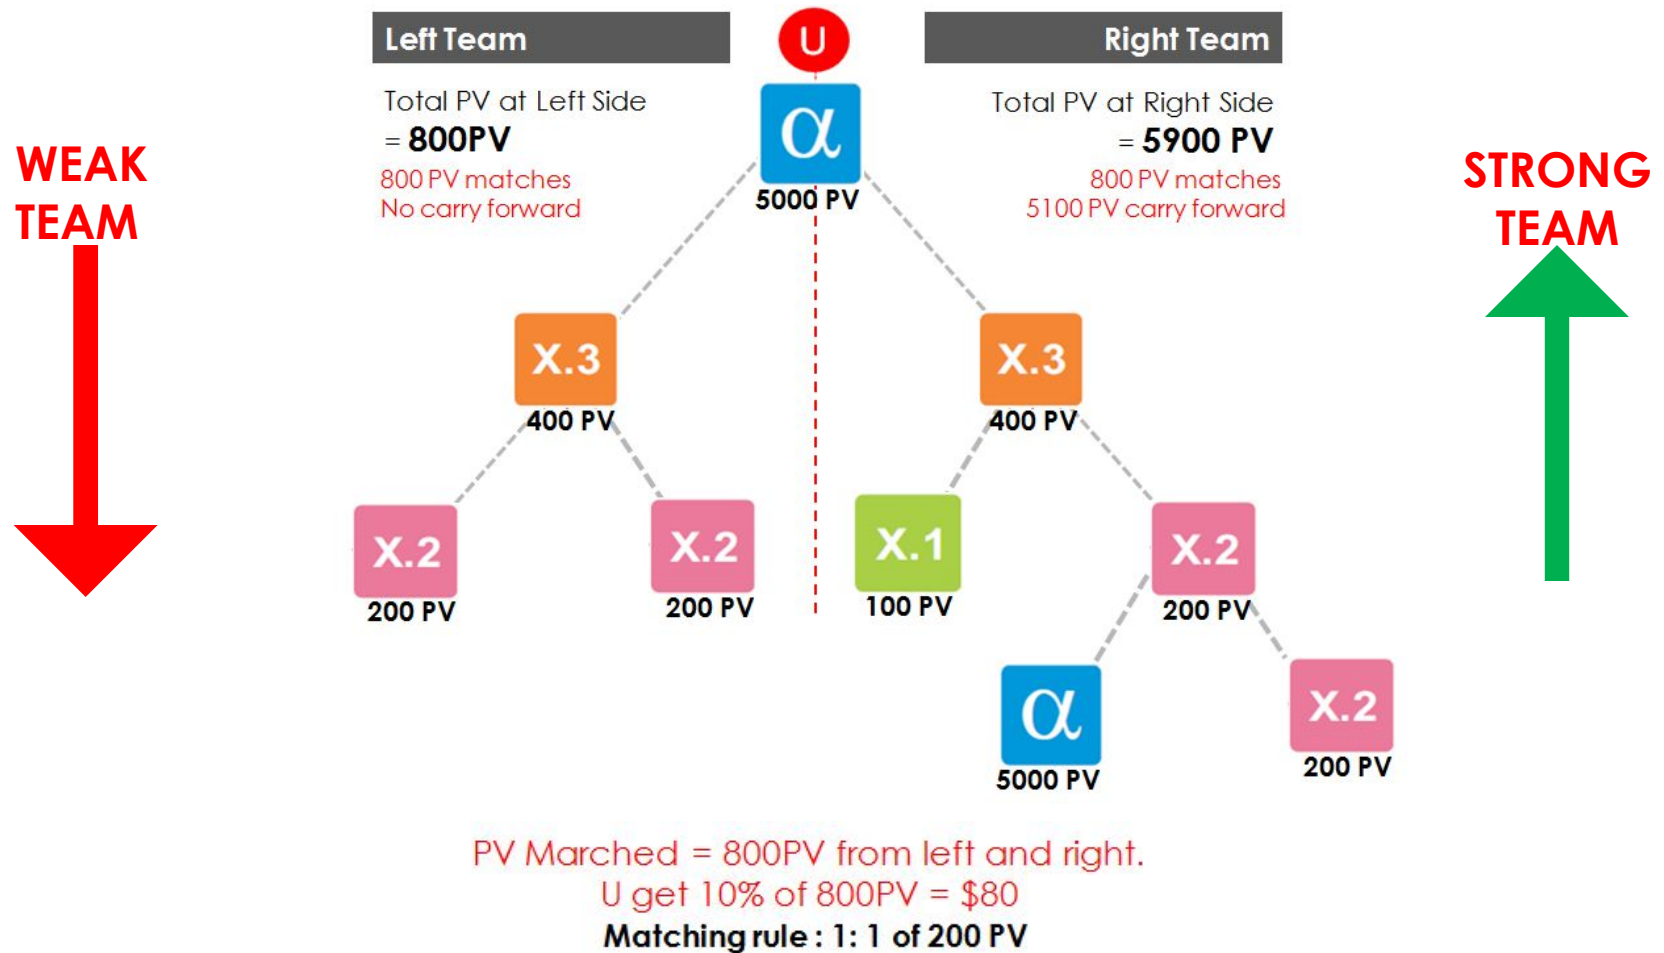 Left Team
U
Right Team
Total PV at Left Side
= 800PV
800 PV matches
No carry forward
α
5000 PV
Total PV at Right Side
= 5900 PV
800 PV matches
5100 PV carry forward
WEAK
TEAM
STRONG
TEAM
X.3
400 PV
X.3
400 PV
X.2
200 PV
X.2
200 PV
X.1
100 PV
X.2
200 PV
α
5000 PV
X.2
200 PV
PV Marched = 800PV from left and right.
U get 10% of 800PV = $80
Matching rule : 1: 1 of 200 PV